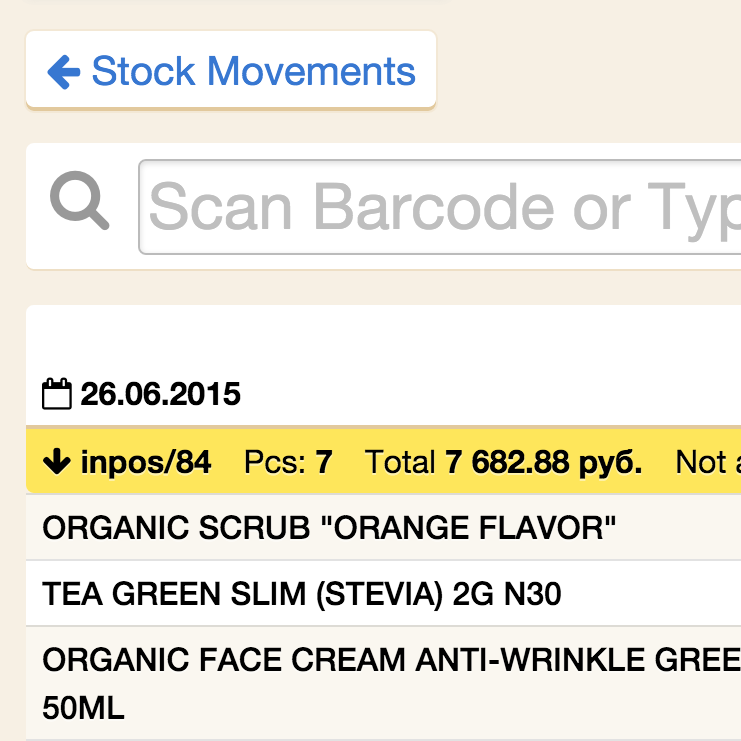 Stock Movements
Scan Barcode or Typ
26.06.2015
inpos/84 Pcs: 7 Total 7 682.88 руб. Not a
ORGANIC SCRUB "ORANGE FLAVOR"
TEA GREEN SLIM (STEVIA) 2G N30
ORGANIC FACE CREAM ANTI-WRINKLE GREE
50ML